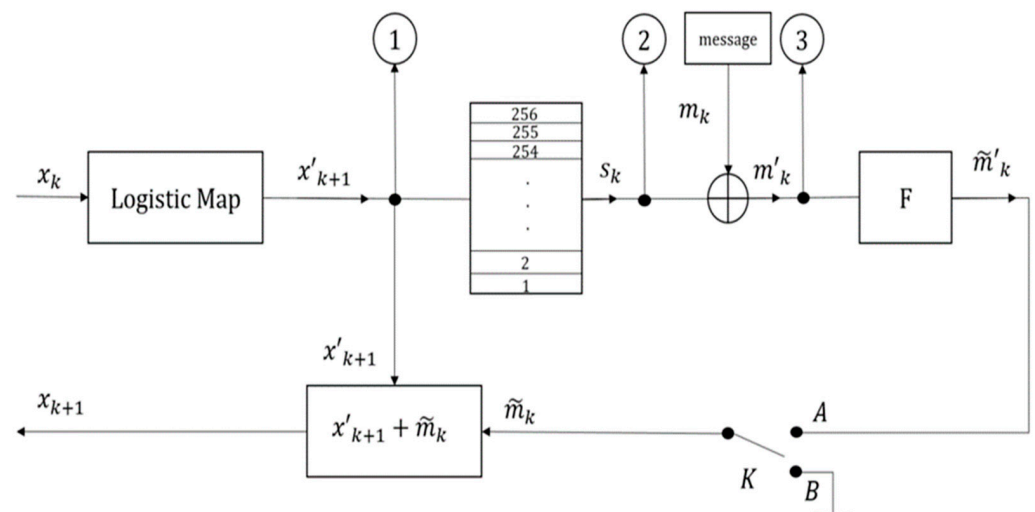 1
2
message
3
256
255
254
.
.
.
2
1
x_k
Logistic Map
x'_{k+1}
s_k
m_k
m'_k
F
m̃'_k
x'_{k+1}
x_{k+1}
x'_{k+1} + m̃_k
m̃_k
A
K
B